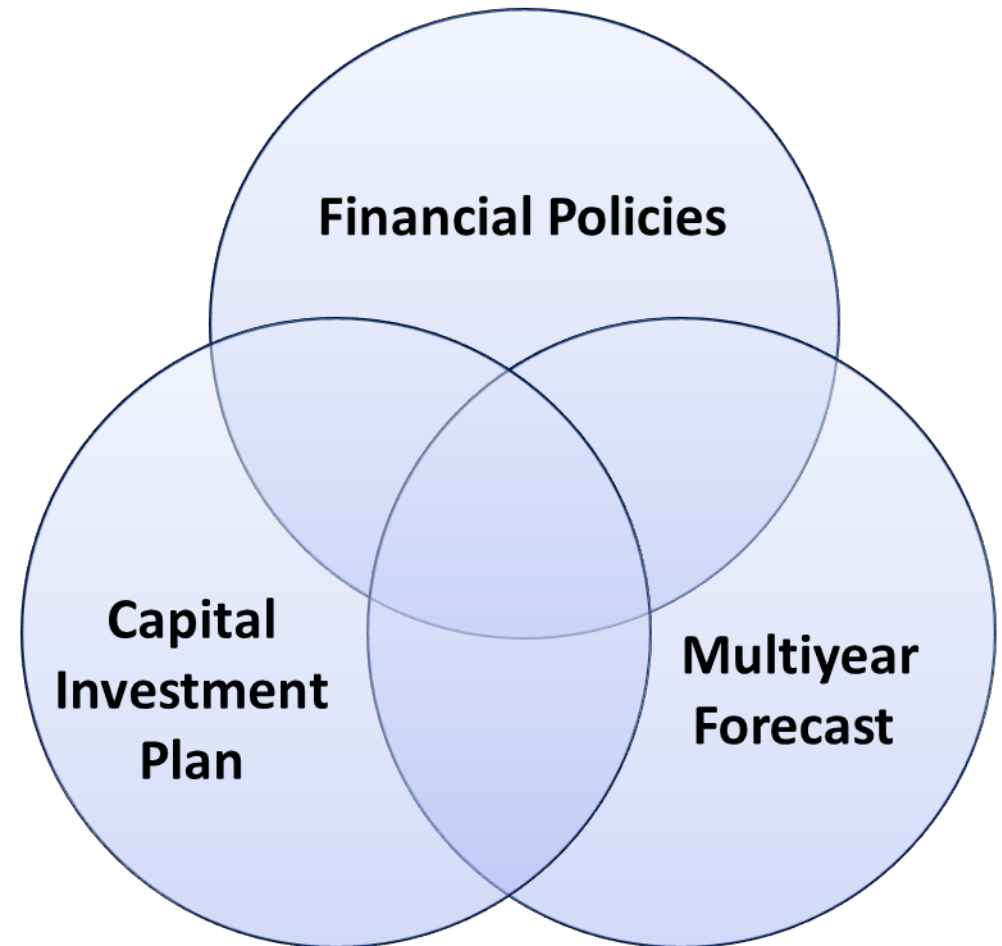 Financial Policies
Capital
Investment
Plan
Multiyear
Forecast